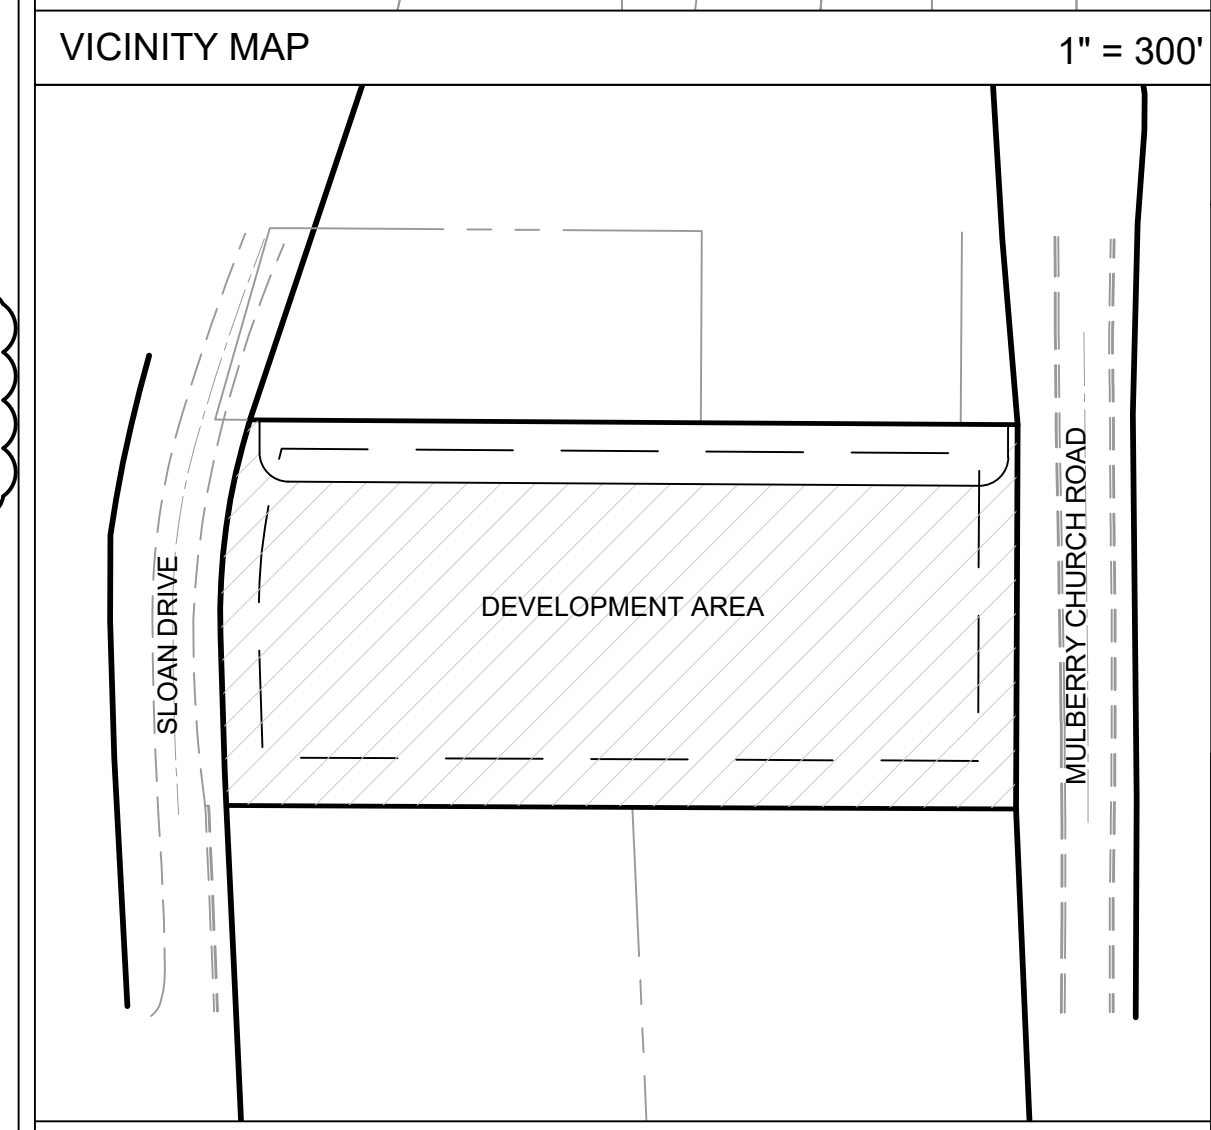 VICINITY MAP
1" = 300'
SLOAN DRIVE
DEVELOPMENT AREA
MULBERRY CHURCH ROAD